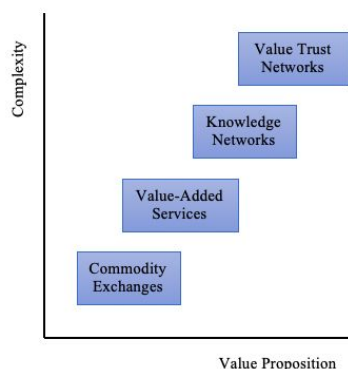 Complexity
Value Trust
Networks
Knowledge
Networks
Value-Added
Services
Commodity
Exchanges
Value Proposition